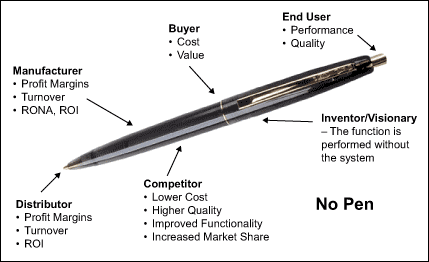 End User
• Performance
• Quality
Buyer
• Cost
• Value
Manufacturer
• Profit Margins
• Turnover
• RONA, ROI
Inventor/Visionary
– The function is
performed without
the system
Distributor
• Profit Margins
• Turnover
• ROI
Competitor
• Lower Cost
• Higher Quality
• Improved Functionality
• Increased Market Share
No Pen